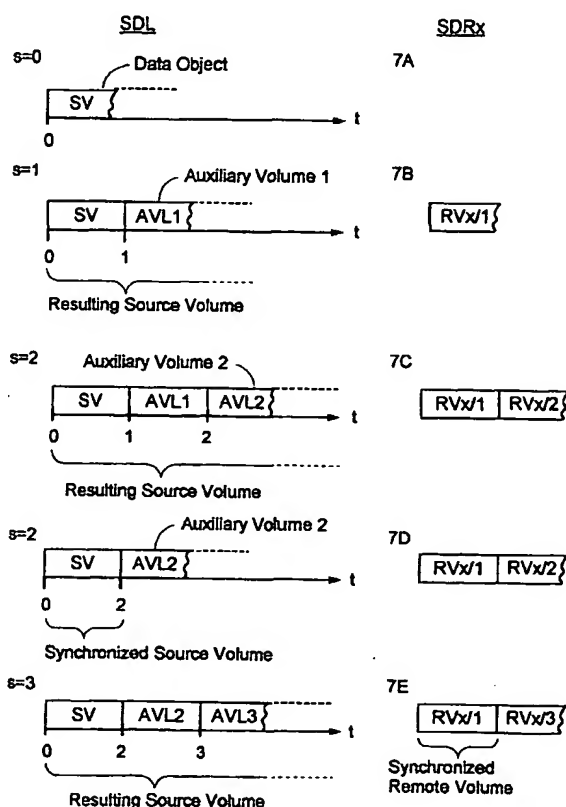 SDL SDRx
s=0 Data Object 7A
SV t
0
s=1 Auxiliary Volume 1 7B
SV AVL1 t RVx/1
0 1
Resulting Source Volume
s=2 Auxiliary Volume 2 7C
SV AVL1 AVL2 t RVx/1 RVx/2
0 1 2
Resulting Source Volume
s=2 Auxiliary Volume 2 7D
SV AVL2 t RVx/1 RVx/2
0 2
Synchronized Source Volume
s=3 7E
SV AVL2 AVL3 t RVx/1 RVx/3
0 2 3
Synchronized
Remote Volume
Resulting Source Volume